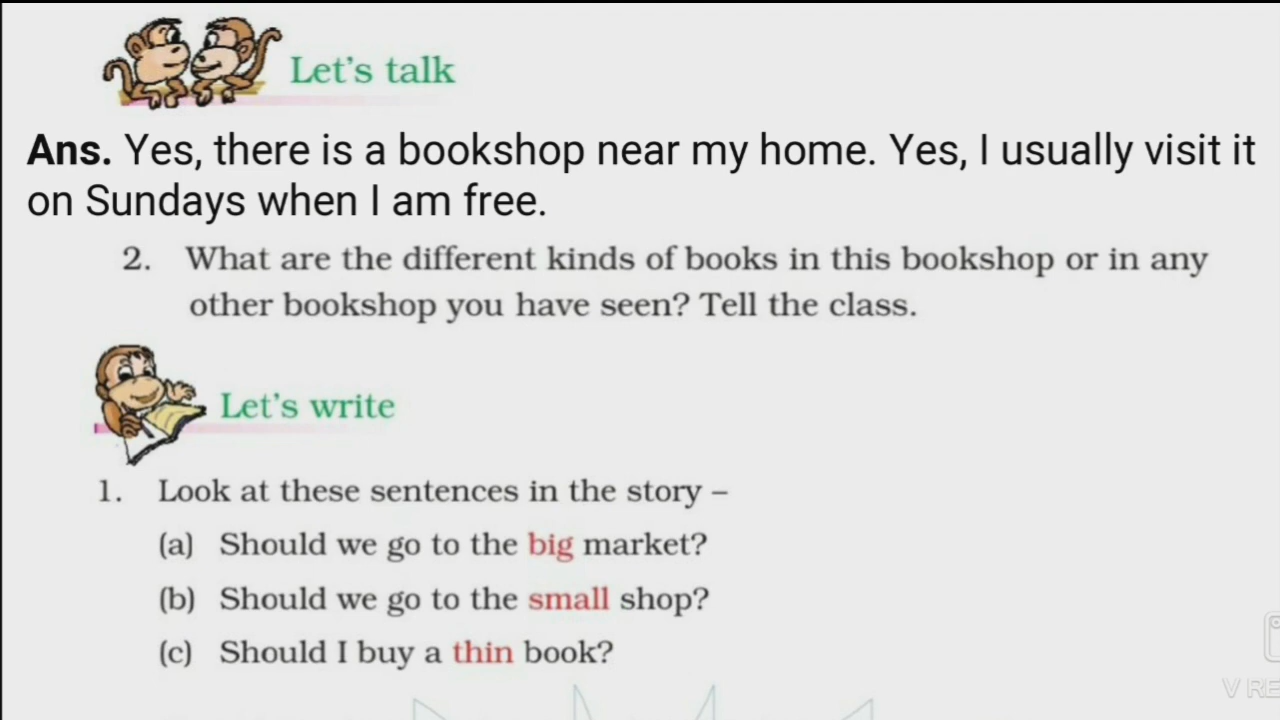 Let's talk
Ans. Yes, there is a bookshop near my home. Yes, I usually visit it
on Sundays when I am free.
2. What are the different kinds of books in this bookshop or in any
other bookshop you have seen? Tell the class.
Let's write
1. Look at these sentences in the story –
(a) Should we go to the big market?
(b) Should we go to the small shop?
(c) Should I buy a thin book?
V RE